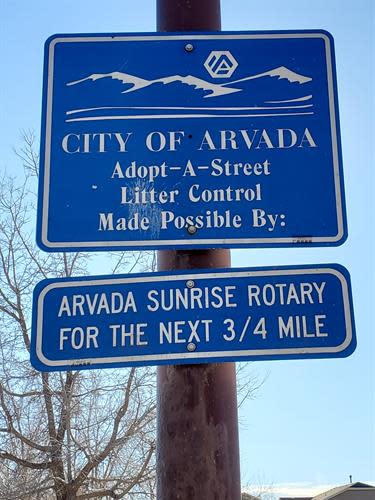 CITY OF ARVADA
Adopt-A-Street
Litter Control
Made Possible By:
ARVADA SUNRISE ROTARY
FOR THE NEXT 3/4 MILE